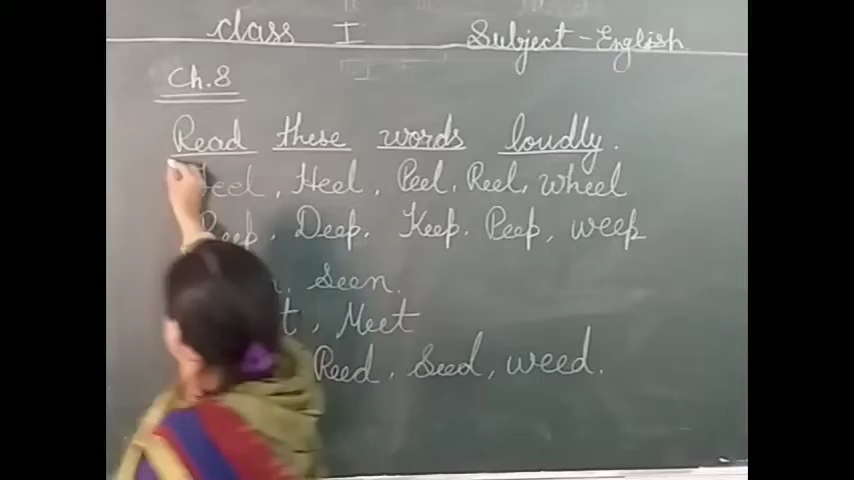 class I Subject - English
Ch.8
Read these words loudly.
Heel, Peel, Reel, Wheel
Beep, Deep. Keep. Peep, weep
Seen.
Meet
Reed, Seed, weed.